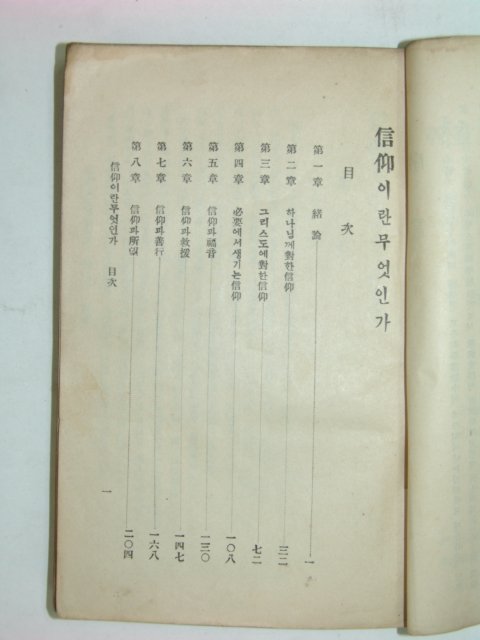 信仰이란무엇인가
目次
第一章 緖論 一
第二章 하나님께對한信仰 三二
第三章 그리스도에對한信仰 七二
第四章 必要에서생기는信仰 一〇八
第五章 信仰과福音 一三〇
第六章 信仰과救援 一四七
第七章 信仰과善行 一六八
第八章 信仰과所望 二〇四
信仰이란무엇인가 目次 一